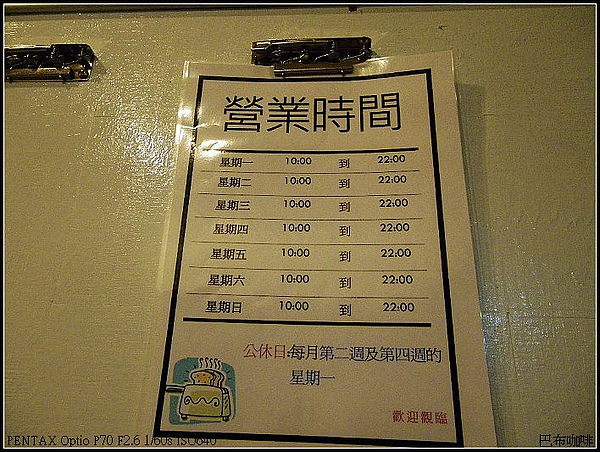 營業時間
星期一 10:00 到 22:00
星期二 10:00 到 22:00
星期三 10:00 到 22:00
星期四 10:00 到 22:00
星期五 10:00 到 22:00
星期六 10:00 到 22:00
星期日 10:00 到 22:00
公休日:每月第二週及第四週的
星期一
歡迎觀臨
PENTAX Optio P70 F2.6 1/60s ISO640
巴布咖啡